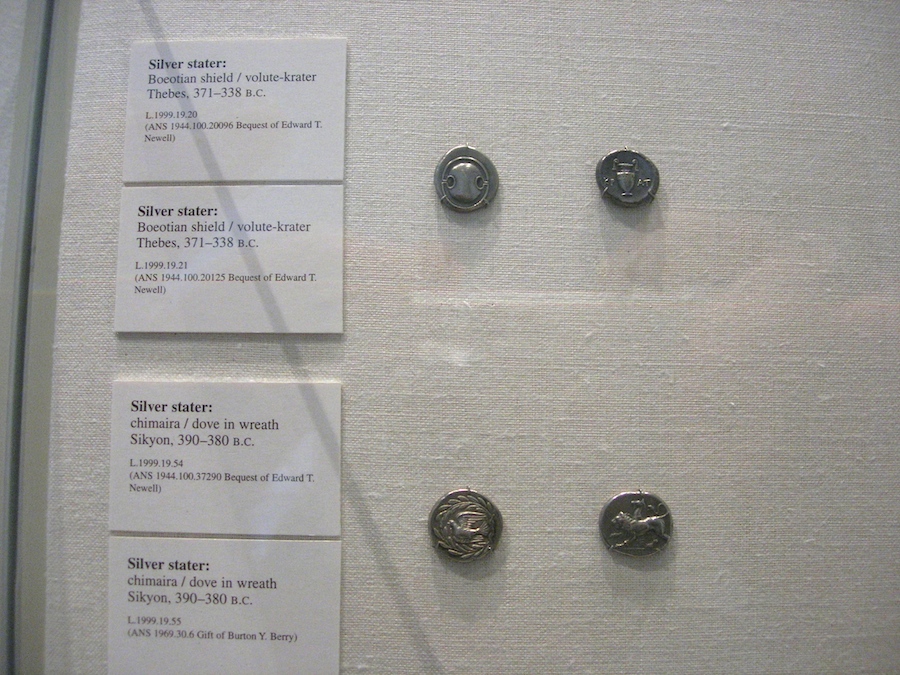 Silver stater:
Boeotian shield / volute-krater
Thebes, 371–338 B.C.
L.1999.19.20
(ANS 1944.100.20096 Bequest of Edward T.
Newell)
Silver stater:
Boeotian shield / volute-krater
Thebes, 371–338 B.C.
L.1999.19.21
(ANS 1944.100.20125 Bequest of Edward T.
Newell)
Silver stater:
chimaira / dove in wreath
Sikyon, 390–380 B.C.
L.1999.19.54
(ANS 1944.100.37290 Bequest of Edward T.
Newell)
Silver stater:
chimaira / dove in wreath
Sikyon, 390–380 B.C.
L.1999.19.55
(ANS 1969.30.6 Gift of Burton Y. Berry)